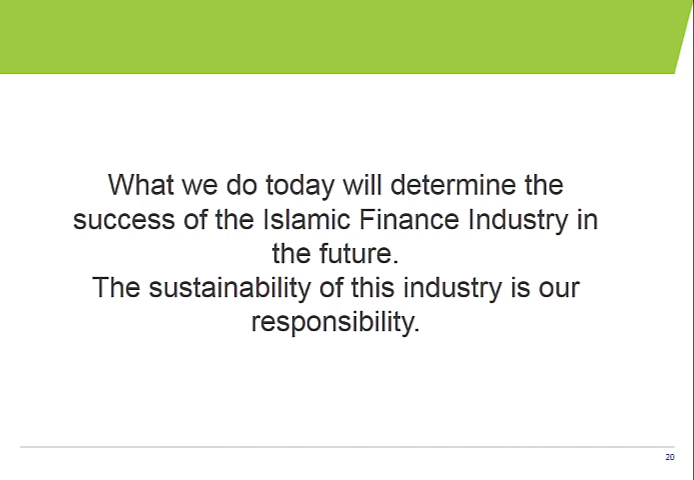 What we do today will determine the
success of the Islamic Finance Industry in
the future.
The sustainability of this industry is our
responsibility.
20